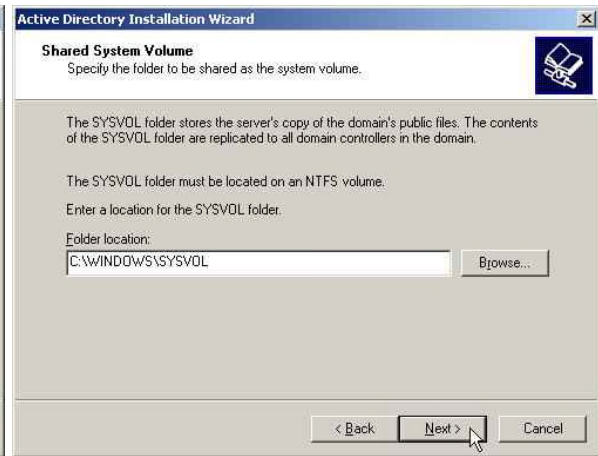 Active Directory Installation Wizard
Shared System Volume
Specify the folder to be shared as the system volume.
The SYSVOL folder stores the server's copy of the domain's public files. The contents
of the SYSVOL folder are replicated to all domain controllers in the domain.
The SYSVOL folder must be located on an NTFS volume.
Enter a location for the SYSVOL folder.
Folder location:
C:\WINDOWS\SYSVOL
Browse...
< Back
Next >
Cancel